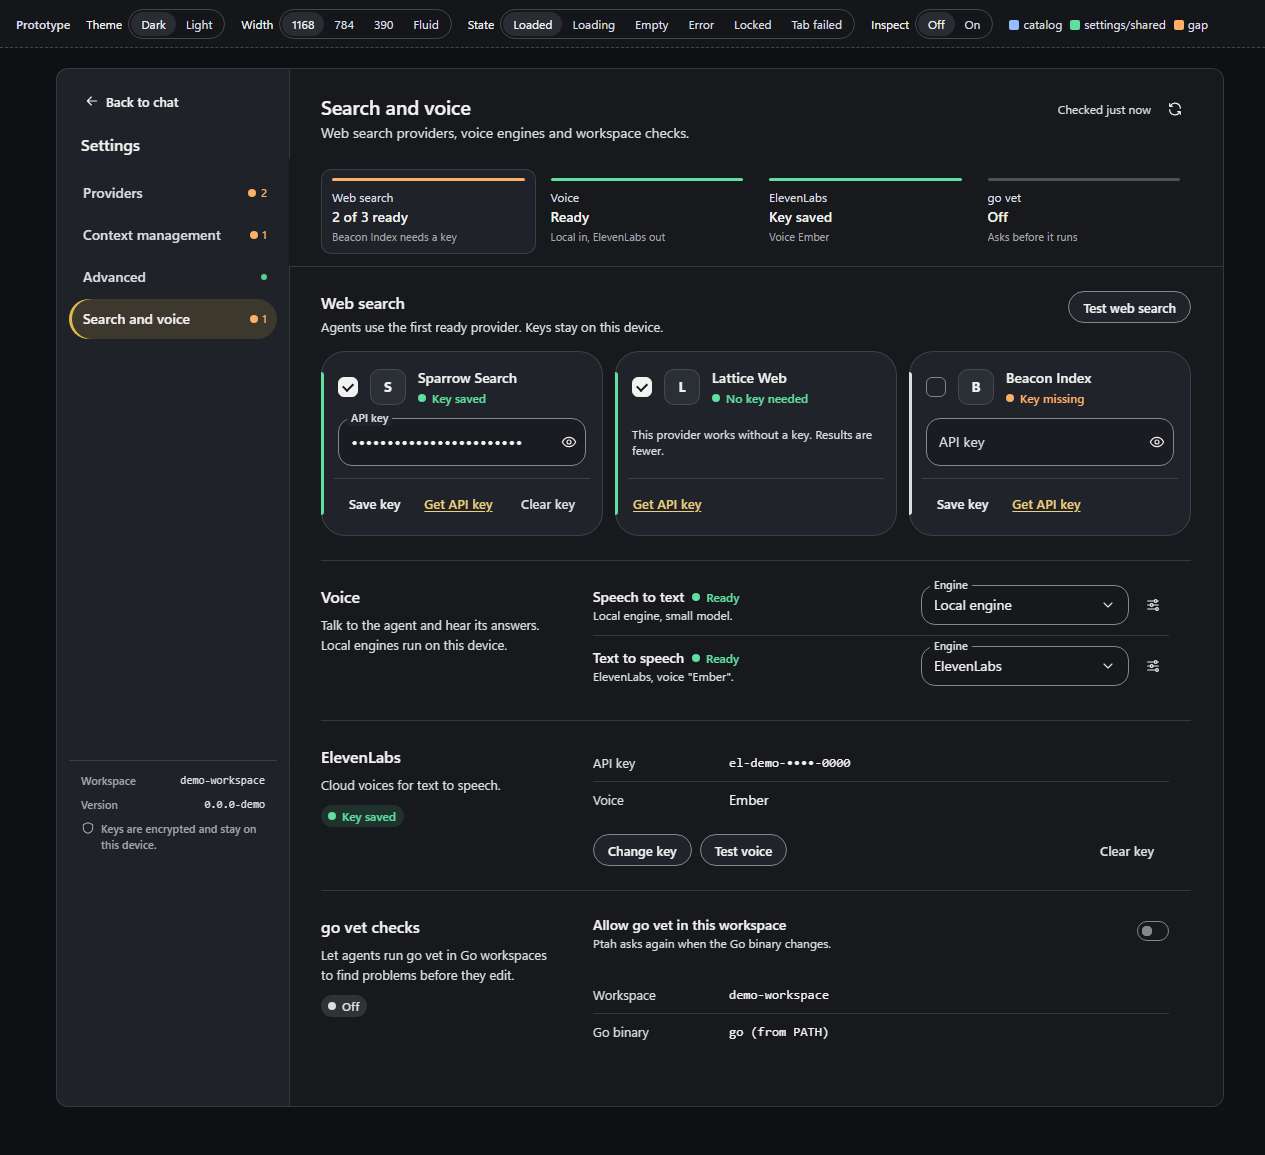 Prototype Theme Dark Light Width 1168 784 390 Fluid State Loaded Loading Empty Error Locked Tab failed Inspect Off On catalog settings/shared gap
Back to chat
Settings
Providers 2
Context management 1
Advanced
Search and voice 1
Workspace demo-workspace
Version 0.0.0-demo
Keys are encrypted and stay on
this device.
Search and voice
Web search providers, voice engines and workspace checks.
Checked just now
Web search
2 of 3 ready
Beacon Index needs a key
Voice
Ready
Local in, ElevenLabs out
ElevenLabs
Key saved
Voice Ember
go vet
Off
Asks before it runs
Web search
Agents use the first ready provider. Keys stay on this device.
Test web search
S
Sparrow Search
Key saved
API key
••••••••••••••••••••••••
Save key Get API key Clear key
L
Lattice Web
No key needed
This provider works without a key. Results are
fewer.
Get API key
B
Beacon Index
Key missing
API key
Save key Get API key
Voice
Talk to the agent and hear its answers.
Local engines run on this device.
Speech to text Ready
Local engine, small model.
Engine
Local engine
Text to speech Ready
ElevenLabs, voice "Ember".
Engine
ElevenLabs
ElevenLabs
Cloud voices for text to speech.
Key saved
API key el-demo-••••-0000
Voice Ember
Change key Test voice Clear key
go vet checks
Let agents run go vet in Go workspaces
to find problems before they edit.
Off
Allow go vet in this workspace
Ptah asks again when the Go binary changes.
Workspace demo-workspace
Go binary go (from PATH)